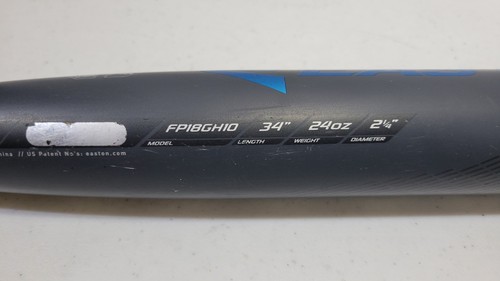 FP18GH10 34" 24oz 2¼"
MODEL LENGTH WEIGHT DIAMETER
// US Patent No's: easton.com